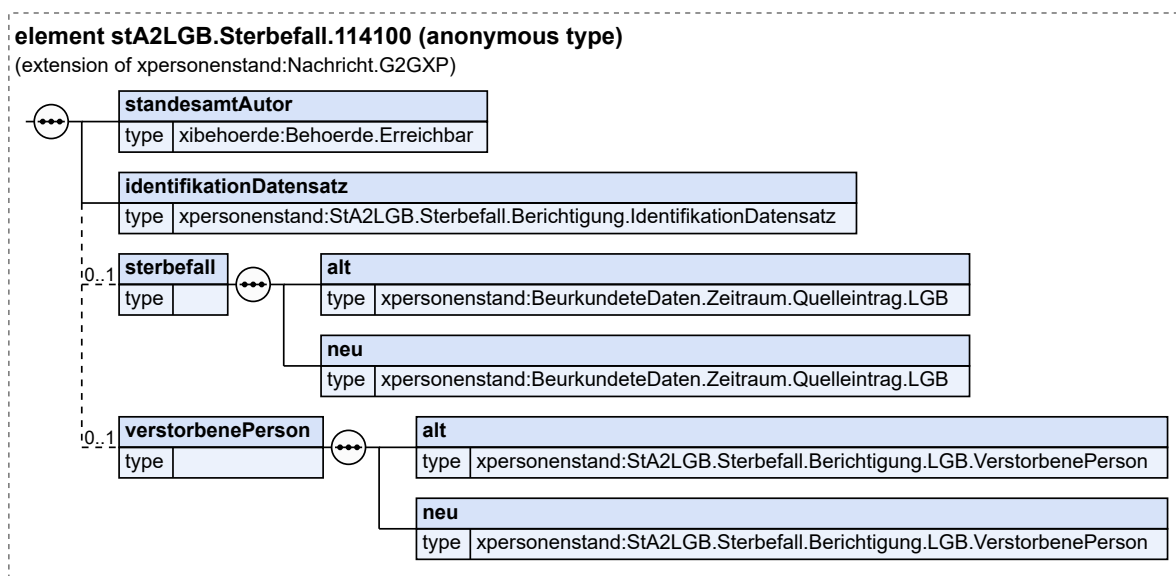 element stA2LGB.Sterbefall.114100 (anonymous type)
(extension of xpersonenstand:Nachricht.G2GXP)
standesamtAutor
type xibehoerde:Behoerde.Erreichbar
identifikationDatensatz
type xpersonenstand:StA2LGB.Sterbefall.Berichtigung.IdentifikationDatensatz
0..1 sterbefall
type
alt
type xpersonenstand:BeurkundeteDaten.Zeitraum.Quelleintrag.LGB
neu
type xpersonenstand:BeurkundeteDaten.Zeitraum.Quelleintrag.LGB
0..1 verstorbenePerson
type
alt
type xpersonenstand:StA2LGB.Sterbefall.Berichtigung.LGB.VerstorbenePerson
neu
type xpersonenstand:StA2LGB.Sterbefall.Berichtigung.LGB.VerstorbenePerson